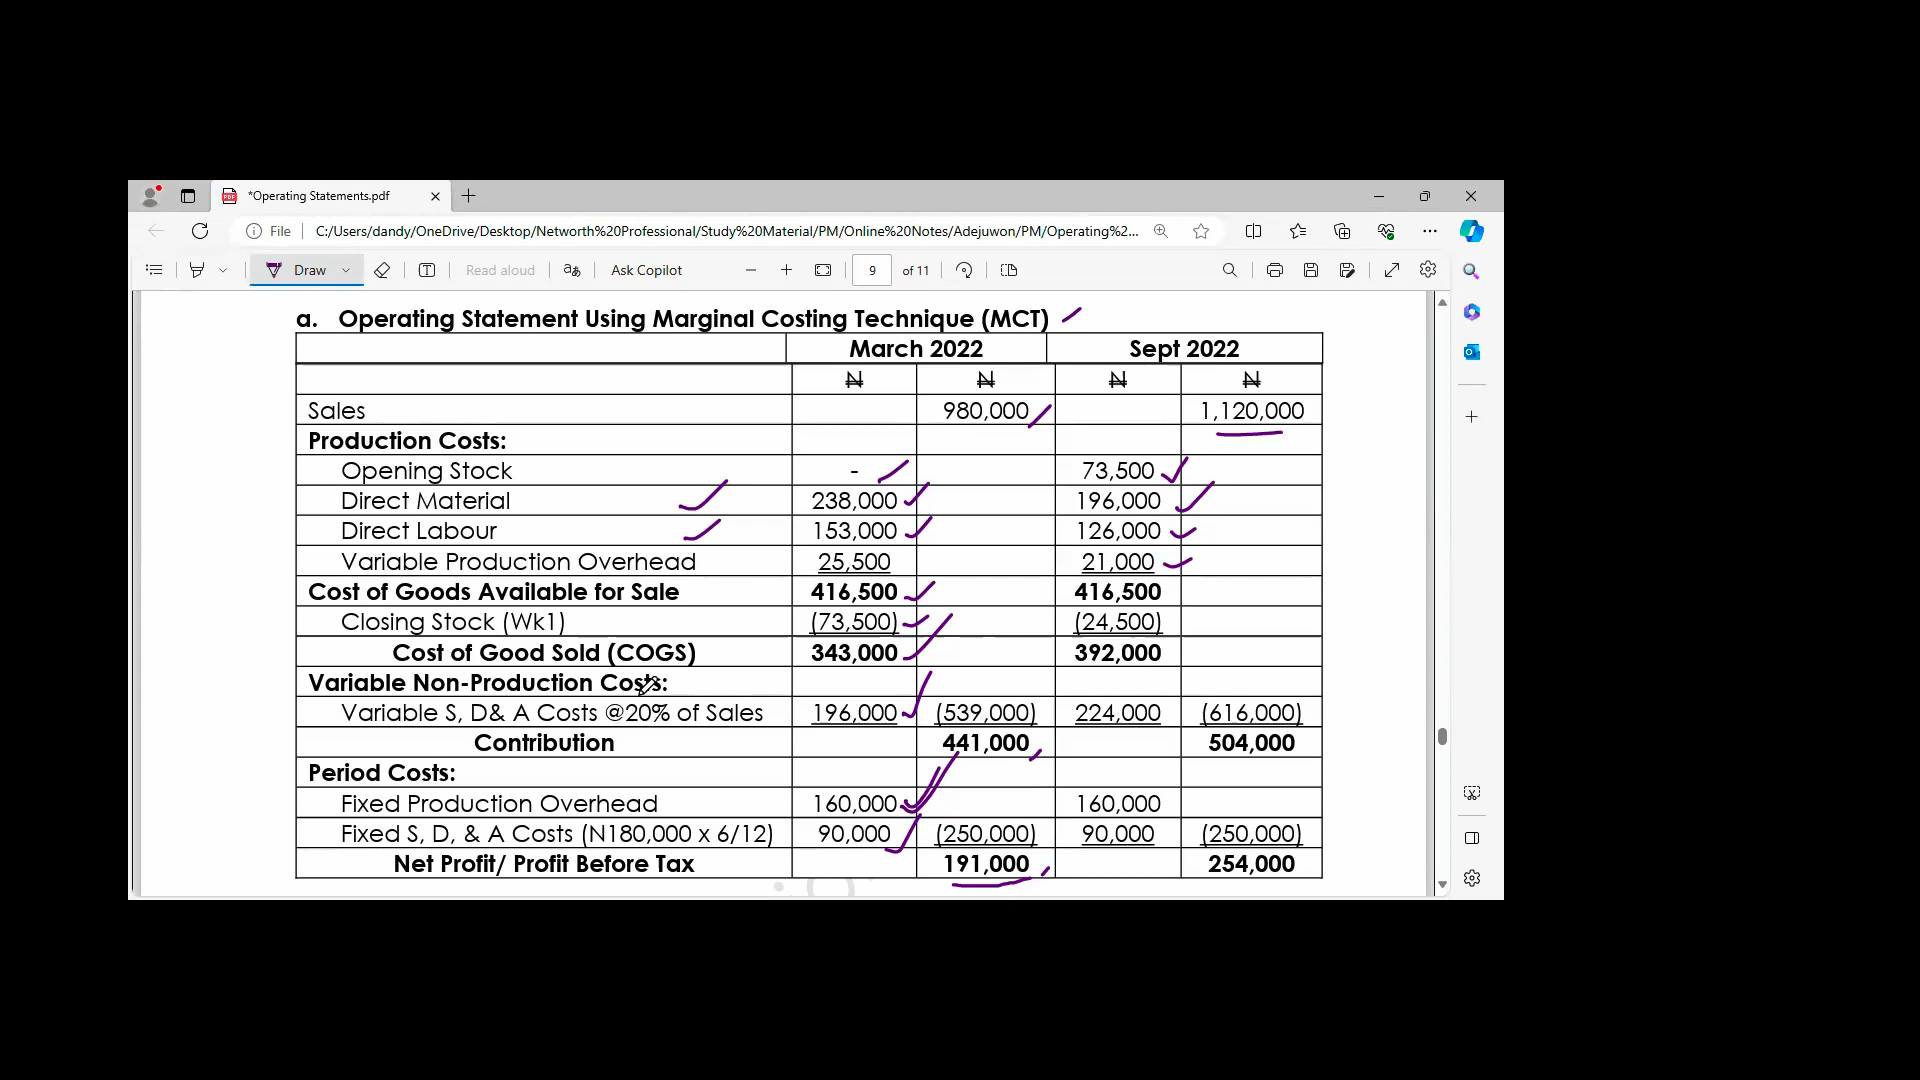 *Operating Statements.pdf
File C:/Users/dandy/OneDrive/Desktop/Networth%20Professional/Study%20Material/PM/Online%20Notes/Adejuwon/PM/Operating%2...
Draw Read aloud aあ Ask Copilot 9 of 11
a. Operating Statement Using Marginal Costing Technique (MCT)
March 2022 Sept 2022
₦ ₦ ₦ ₦
Sales 980,000 1,120,000
Production Costs:
Opening Stock - 73,500
Direct Material 238,000 196,000
Direct Labour 153,000 126,000
Variable Production Overhead 25,500 21,000
Cost of Goods Available for Sale 416,500 416,500
Closing Stock (Wk1) (73,500) (24,500)
Cost of Good Sold (COGS) 343,000 392,000
Variable Non-Production Costs:
Variable S, D& A Costs @20% of Sales 196,000 (539,000) 224,000 (616,000)
Contribution 441,000 504,000
Period Costs:
Fixed Production Overhead 160,000 160,000
Fixed S, D, & A Costs (N180,000 x 6/12) 90,000 (250,000) 90,000 (250,000)
Net Profit/ Profit Before Tax 191,000 254,000